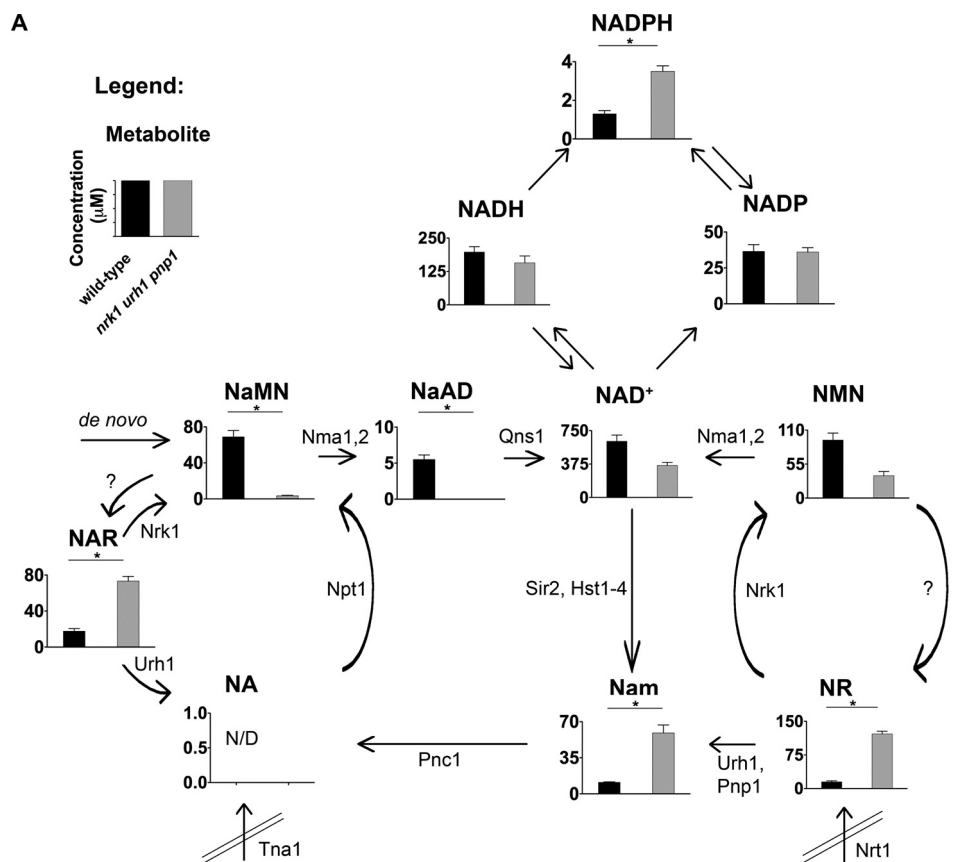 A
NADPH
*
4
2
0
Legend:
Metabolite
Concentration
(µM)
wild-type
nrk1 urh1 pnp1
NADH
250
125
0
NADP
50
25
0
de novo
NaMN
*
80
40
0
Nma1,2
NaAD
*
10
5
0
Qns1
NAD+
750
375
0
Nma1,2
NMN
110
55
0
?
Nrk1
NAR
*
80
40
0
Npt1
Sir2, Hst1-4
Nrk1
?
Urh1
NA
1.0
0.5
0.0
N/D
Pnc1
Nam
*
70
35
0
Urh1,
Pnp1
NR
*
150
75
0
Tna1
Nrt1